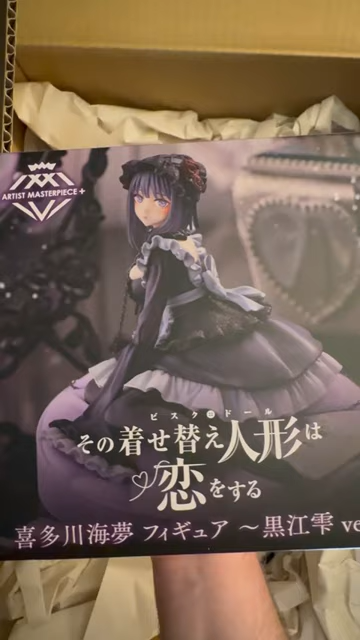 ARTIST MASTERPIECE+
ビスク・ドール
その着せ替え人形は
恋をする
喜多川海夢 フィギュア ～黒江雫 ve